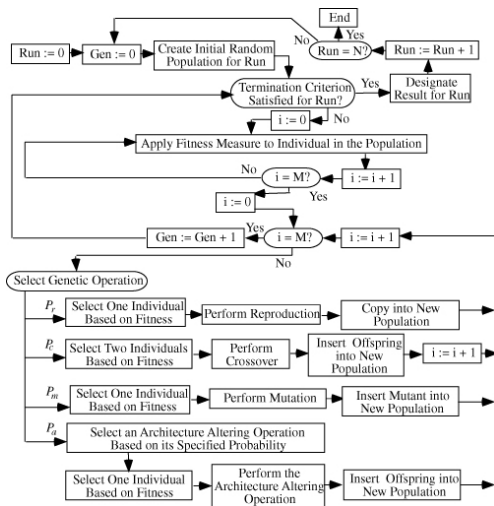 End
No
Yes
Run := 0
Gen := 0
Create Initial Random
Population for Run
Run = N?
Run := Run + 1
Termination Criterion
Satisfied for Run?
Yes
Designate
Result for Run
i := 0
No
Apply Fitness Measure to Individual in the Population
No
i = M?
i := i + 1
i := 0
Yes
Gen := Gen + 1
Yes
i = M?
i := i + 1
No
Select Genetic Operation
Pr
Select One Individual
Based on Fitness
Perform Reproduction
Copy into New
Population
Pc
Select Two Individuals
Based on Fitness
Perform
Crossover
Insert Offspring
into New
Population
i := i + 1
Pm
Select One Individual
Based on Fitness
Perform Mutation
Insert Mutant into
New Population
Pa
Select an Architecture Altering Operation
Based on its Specified Probability
Select One Individual
Based on Fitness
Perform the
Architecture Altering
Operation
Insert Offspring into
New Population